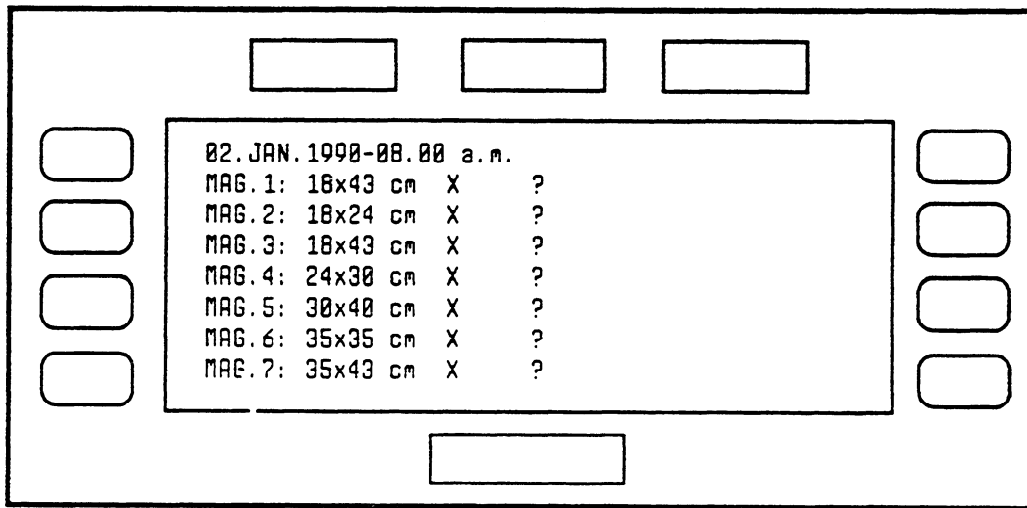 02.JAN.1990-08.00 a.m.
MAG.1: 18x43 cm X ?
MAG.2: 18x24 cm X ?
MAG.3: 18x43 cm X ?
MAG.4: 24x30 cm X ?
MAG.5: 30x40 cm X ?
MAG.6: 35x35 cm X ?
MAG.7: 35x43 cm X ?